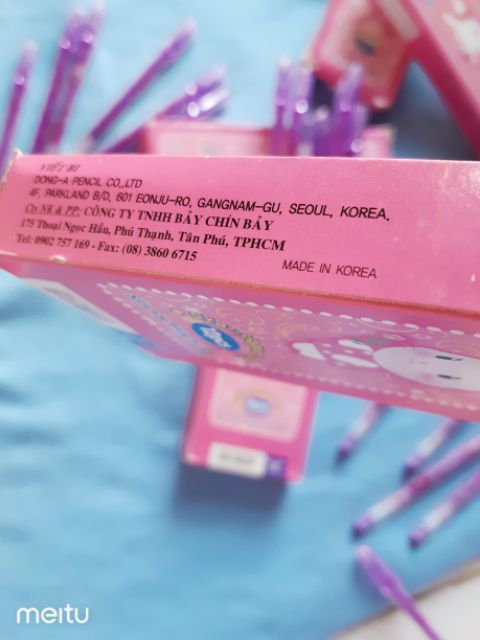 VIẾT BI
DONG-A PENCIL CO.,LTD
4F, PARKLAND B/D, 601 EONJU-RO, GANGNAM-GU, SEOUL, KOREA.
Cty NK & PP: CÔNG TY TNHH BẢY CHÍN BẢY
175 Thoại Ngọc Hầu, Phú Thạnh, Tân Phú, TPHCM
Tel: 0902 757 169 - Fax: (08) 3860 6715
MADE IN KOREA
meitu